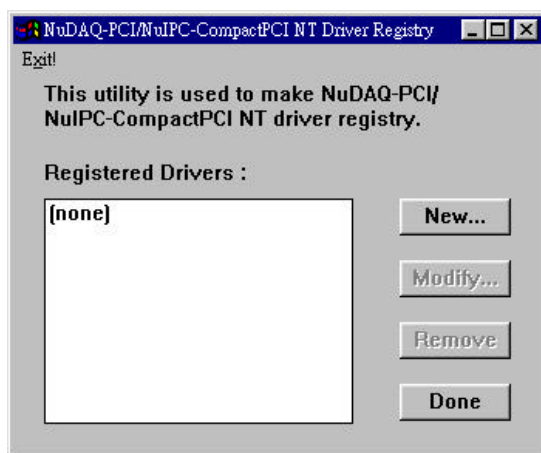 NuDAQ-PCI/NuIPC-CompactPCI NT Driver Registry
Exit!
This utility is used to make NuDAQ-PCI/
NuIPC-CompactPCI NT driver registry.
Registered Drivers :
(none)
New...
Modify...
Remove
Done